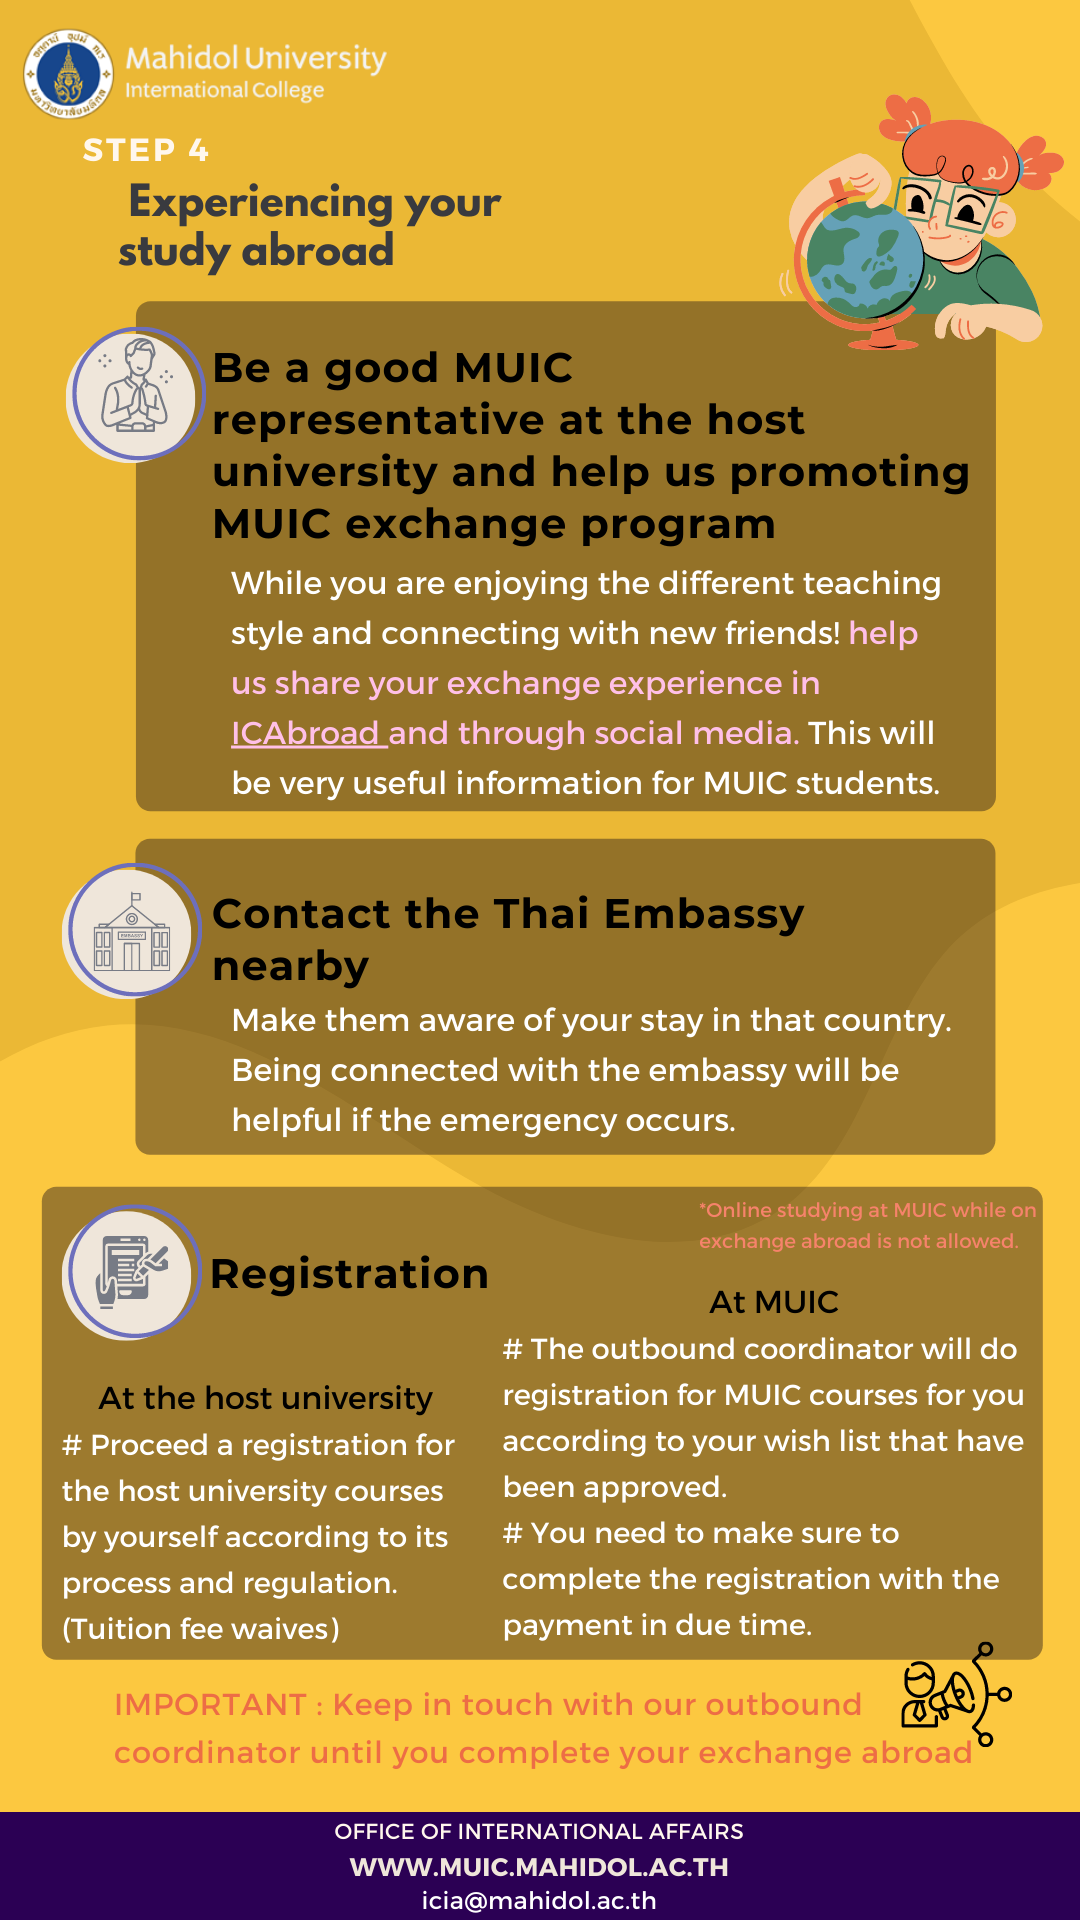 Mahidol University
International College
STEP 4
Experiencing your
study abroad
Be a good MUIC
representative at the host
university and help us promoting
MUIC exchange program
While you are enjoying the different teaching
style and connecting with new friends! help
us share your exchange experience in
ICAbroad and through social media. This will
be very useful information for MUIC students.
EMBASSY
Contact the Thai Embassy
nearby
Make them aware of your stay in that country.
Being connected with the embassy will be
helpful if the emergency occurs.
*Online studying at MUIC while on
exchange abroad is not allowed.
Registration
At the host university
# Proceed a registration for
the host university courses
by yourself according to its
process and regulation.
(Tuition fee waives)
At MUIC
# The outbound coordinator will do
registration for MUIC courses for you
according to your wish list that have
been approved.
# You need to make sure to
complete the registration with the
payment in due time.
IMPORTANT : Keep in touch with our outbound
coordinator until you complete your exchange abroad
OFFICE OF INTERNATIONAL AFFAIRS
WWW.MUIC.MAHIDOL.AC.TH
icia@mahidol.ac.th